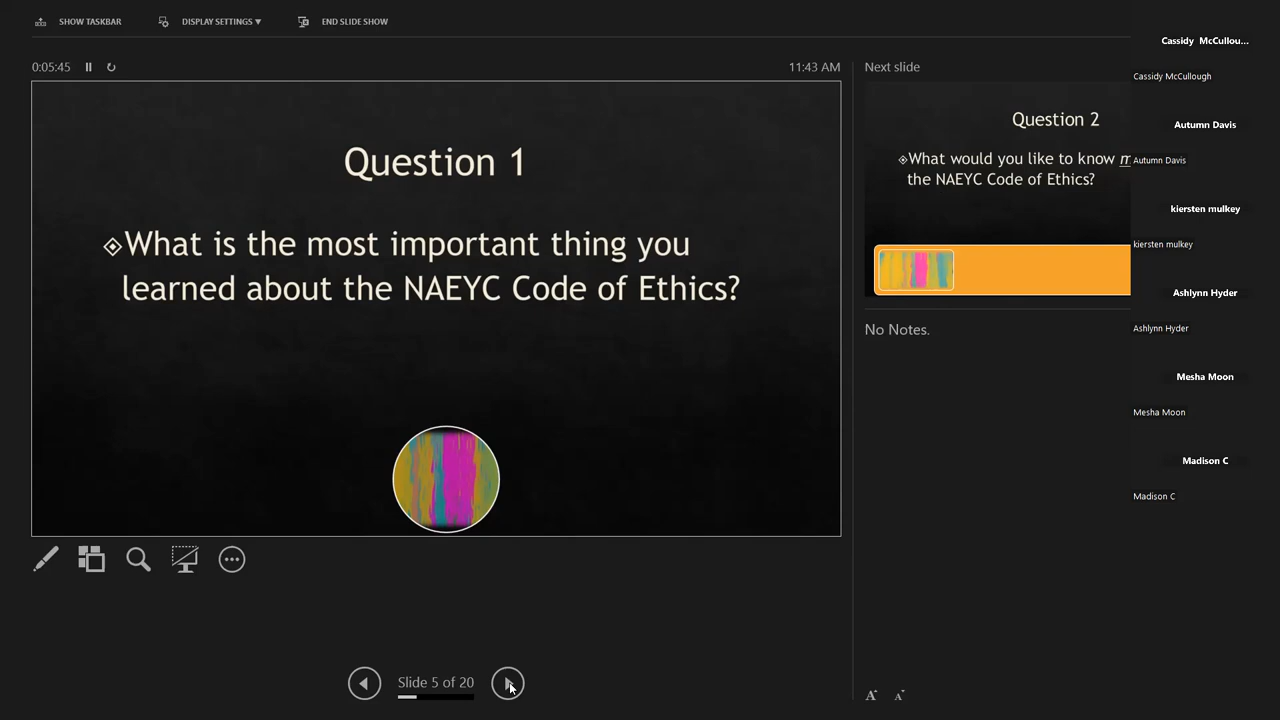 SHOW TASKBAR
DISPLAY SETTINGS ▼
END SLIDE SHOW
0:05:45
11:43 AM
Question 1
What is the most important thing you
learned about the NAEYC Code of Ethics?
Slide 5 of 20
Next slide
Question 2
What would you like to know
the NAEYC Code of Ethics?
No Notes.
A
A
Cassidy McCullou...
Cassidy McCullough
Autumn Davis
Autumn Davis
kiersten mulkey
kiersten mulkey
Ashlynn Hyder
Ashlynn Hyder
Mesha Moon
Mesha Moon
Madison C
Madison C